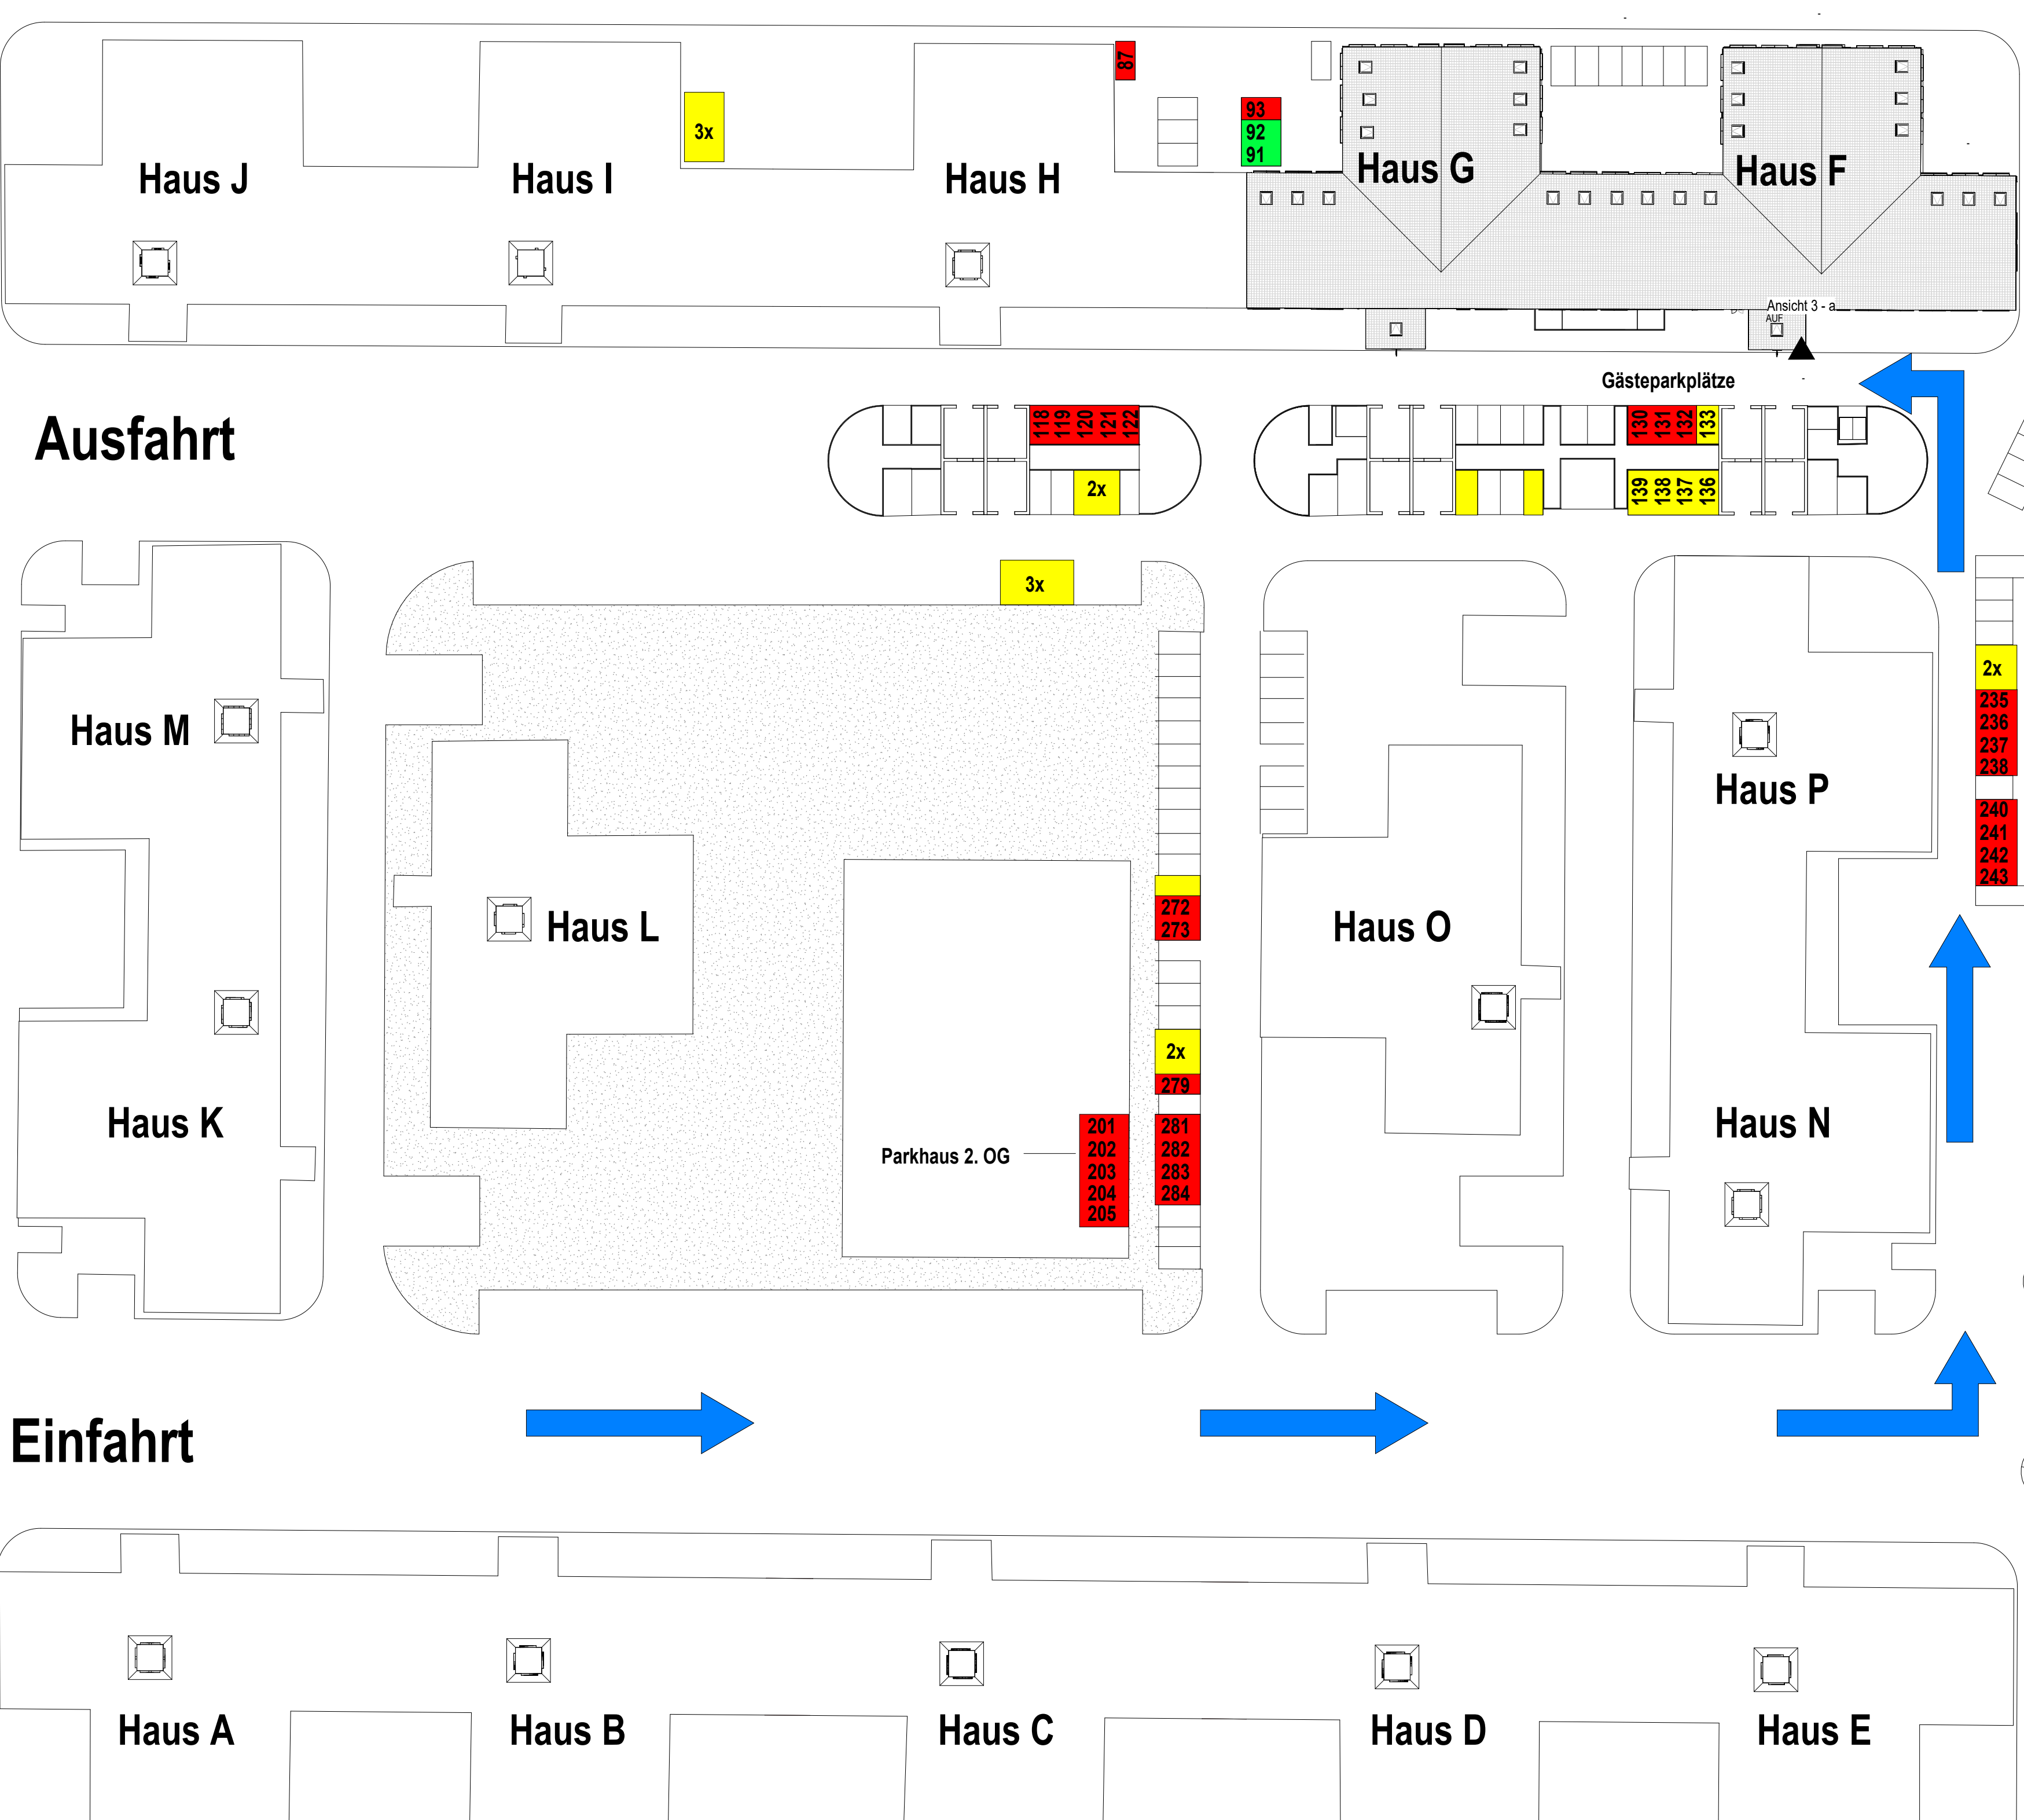 87
93
92
91
3x
Haus J
Haus I
Haus H
Haus G
Haus F
Ansicht 3 - a
AUF
Gästeparkplätze
Ausfahrt
118
119
120
121
122
130
131
132
133
2x
139
138
137
136
3x
2x
235
236
237
238
240
241
242
243
Haus M
Haus P
272
273
Haus L
Haus O
2x
279
Haus K
Haus N
201
202
203
204
205
281
282
283
284
Parkhaus 2. OG
Einfahrt
Haus A
Haus B
Haus C
Haus D
Haus E